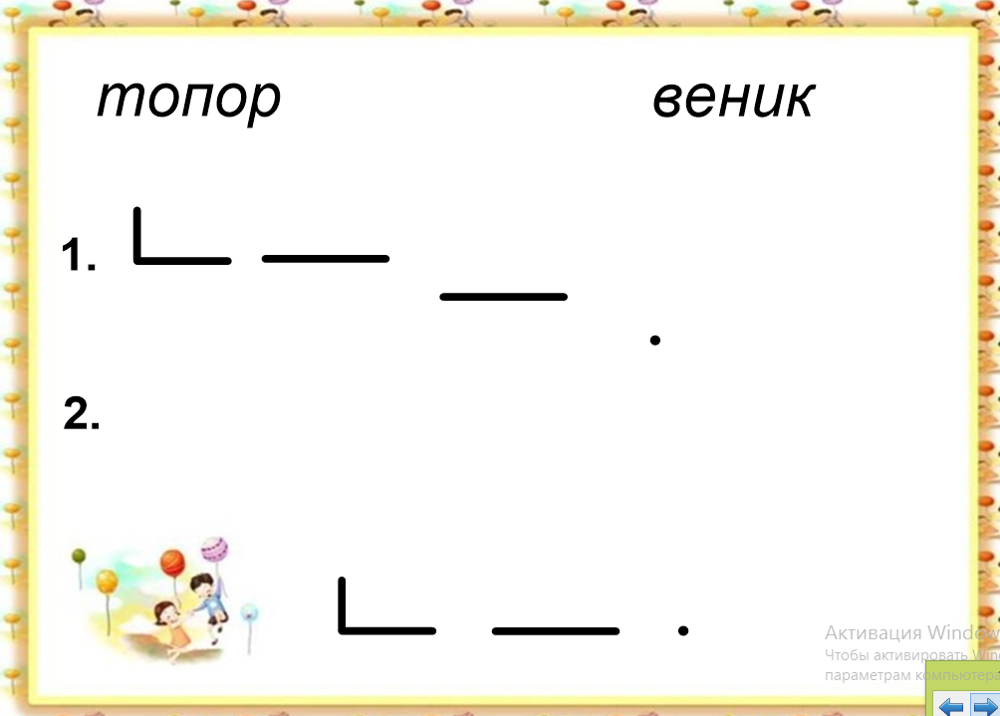 топор веник
1.
2.
Активация Window
Чтобы активировать Win
параметрам компьютера